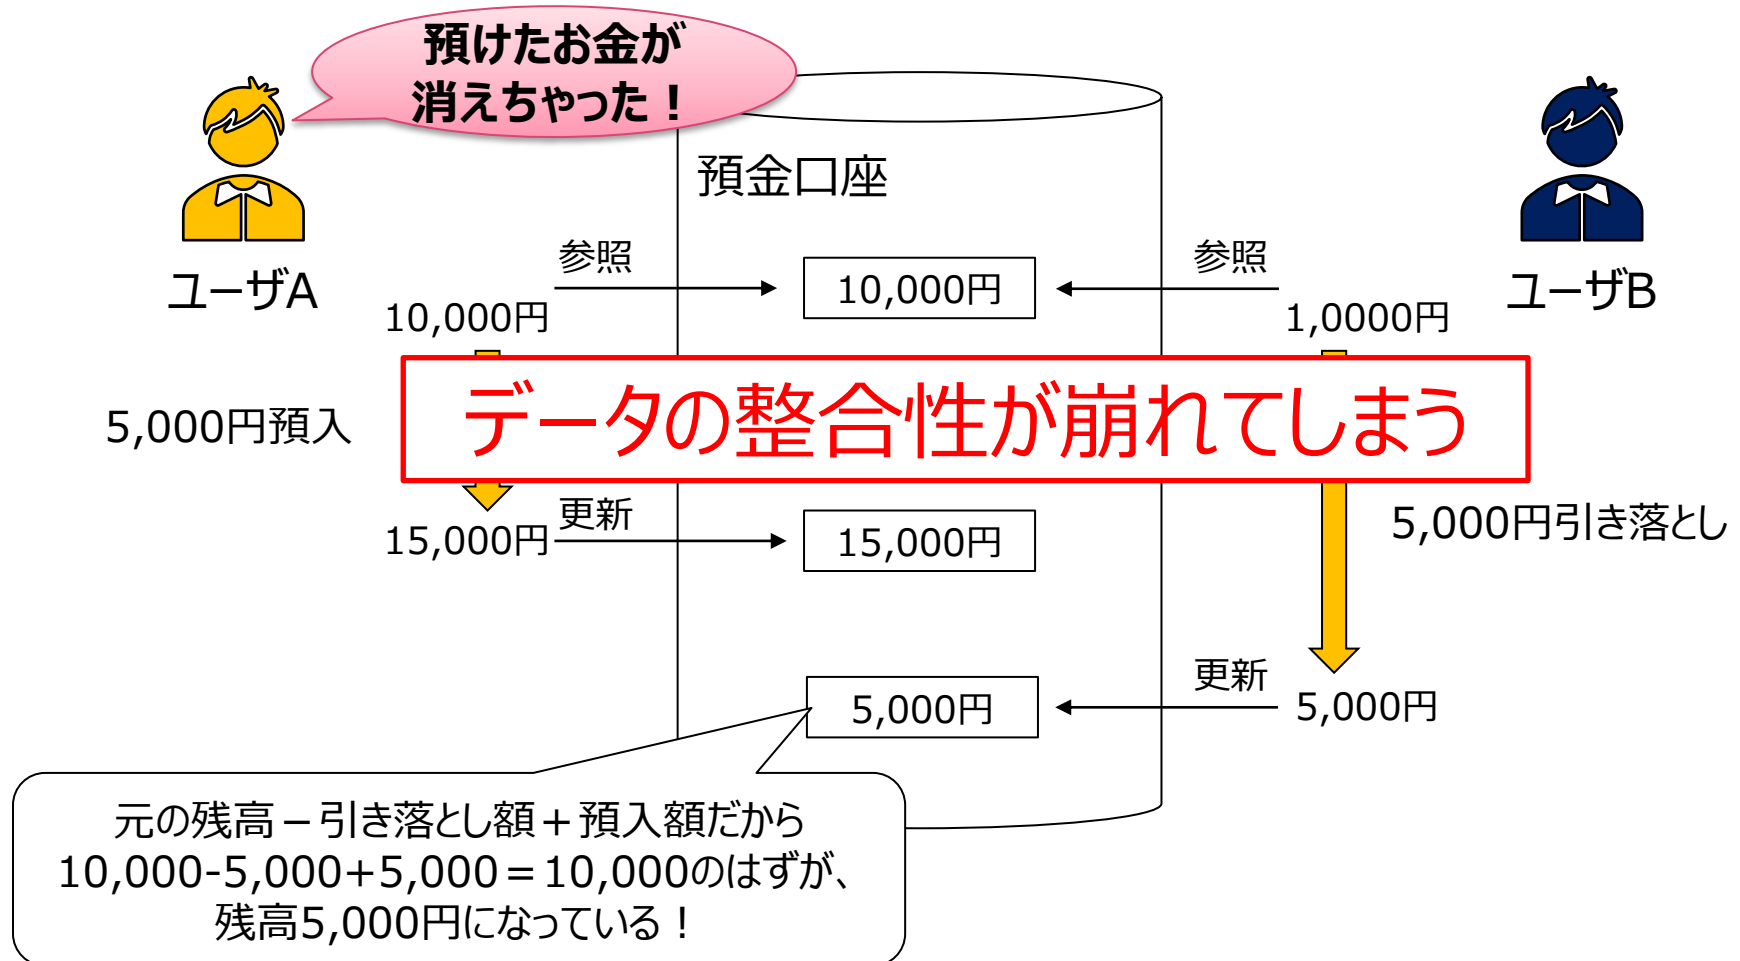 預けたお金が
消えちゃった！
預金口座
ユーザA
ユーザB
参照
参照
10,000円
10,000円
1,0000円
データの整合性が崩れてしまう
5,000円預入
5,000円引き落とし
更新
15,000円
15,000円
更新
5,000円
5,000円
元の残高－引き落とし額＋預入額だから
10,000-5,000+5,000＝10,000のはずが、
残高5,000円になっている！